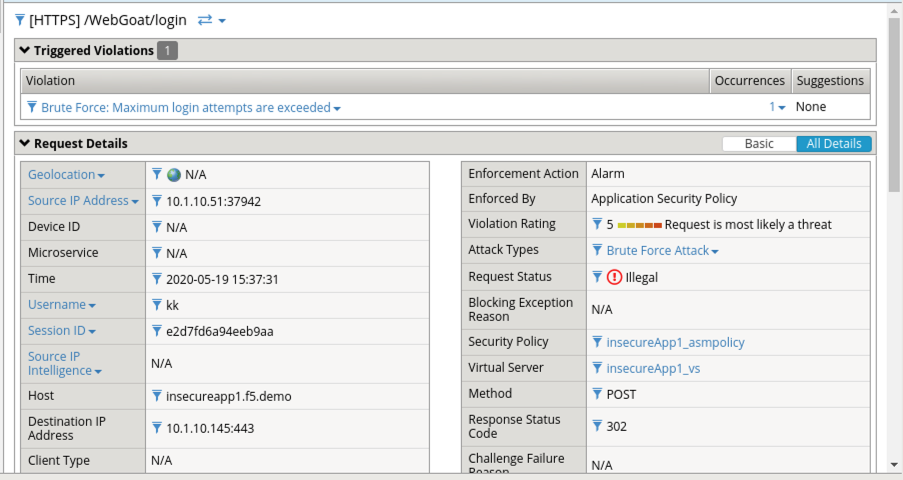 [HTTPS] /WebGoat/login
Triggered Violations 1
Violation Occurrences Suggestions
Brute Force: Maximum login attempts are exceeded 1 None
Request Details Basic All Details
Geolocation N/A
Source IP Address 10.1.10.51:37942
Device ID N/A
Microservice N/A
Time 2020-05-19 15:37:31
Username kk
Session ID e2d7fd6a94eeb9aa
Source IP
Intelligence N/A
Host insecureapp1.f5.demo
Destination IP
Address 10.1.10.145:443
Client Type N/A
Enforcement Action Alarm
Enforced By Application Security Policy
Violation Rating 5 Request is most likely a threat
Attack Types Brute Force Attack
Request Status Illegal
Blocking Exception
Reason N/A
Security Policy insecureApp1_asmpolicy
Virtual Server insecureApp1_vs
Method POST
Response Status
Code 302
Challenge Failure
Reason N/A